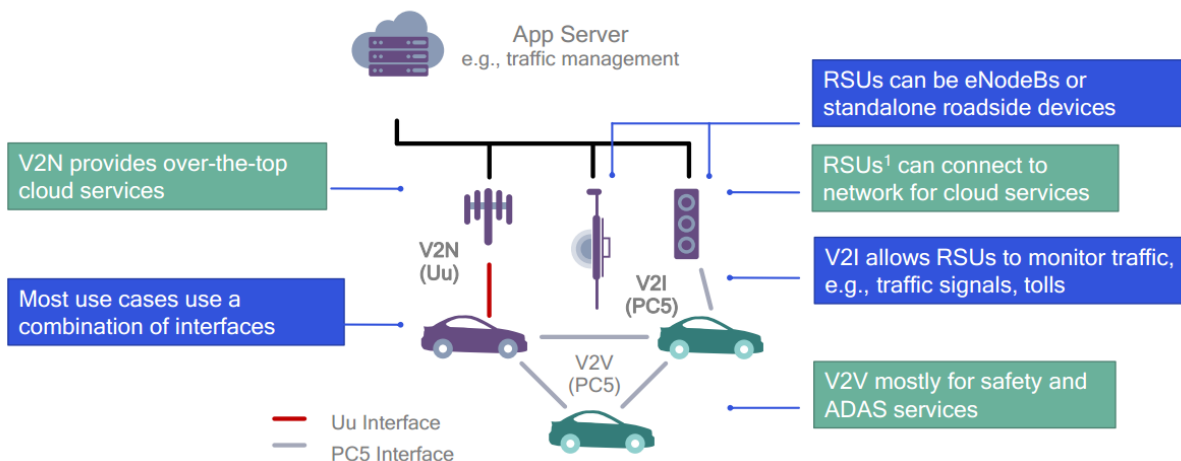 App Server
e.g., traffic management
RSUs can be eNodeBs or
standalone roadside devices
V2N provides over-the-top
cloud services
RSUs¹ can connect to
network for cloud services
V2N
(Uu)
V2I
(PC5)
V2I allows RSUs to monitor traffic,
e.g., traffic signals, tolls
Most use cases use a
combination of interfaces
V2V
(PC5)
V2V mostly for safety and
ADAS services
Uu Interface
PC5 Interface